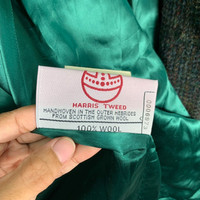 HARRIS TWEED
HANDWOVEN IN THE OUTER HEBRIDES
FROM SCOTTISH GROWN WOOL
100% WOOL